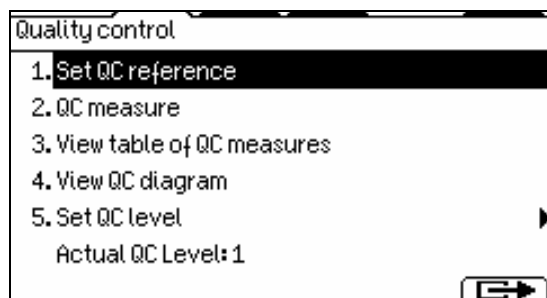 Quality control
1. Set QC reference
2. QC measure
3. View table of QC measures
4. View QC diagram
5. Set QC level
Actual QC Level: 1